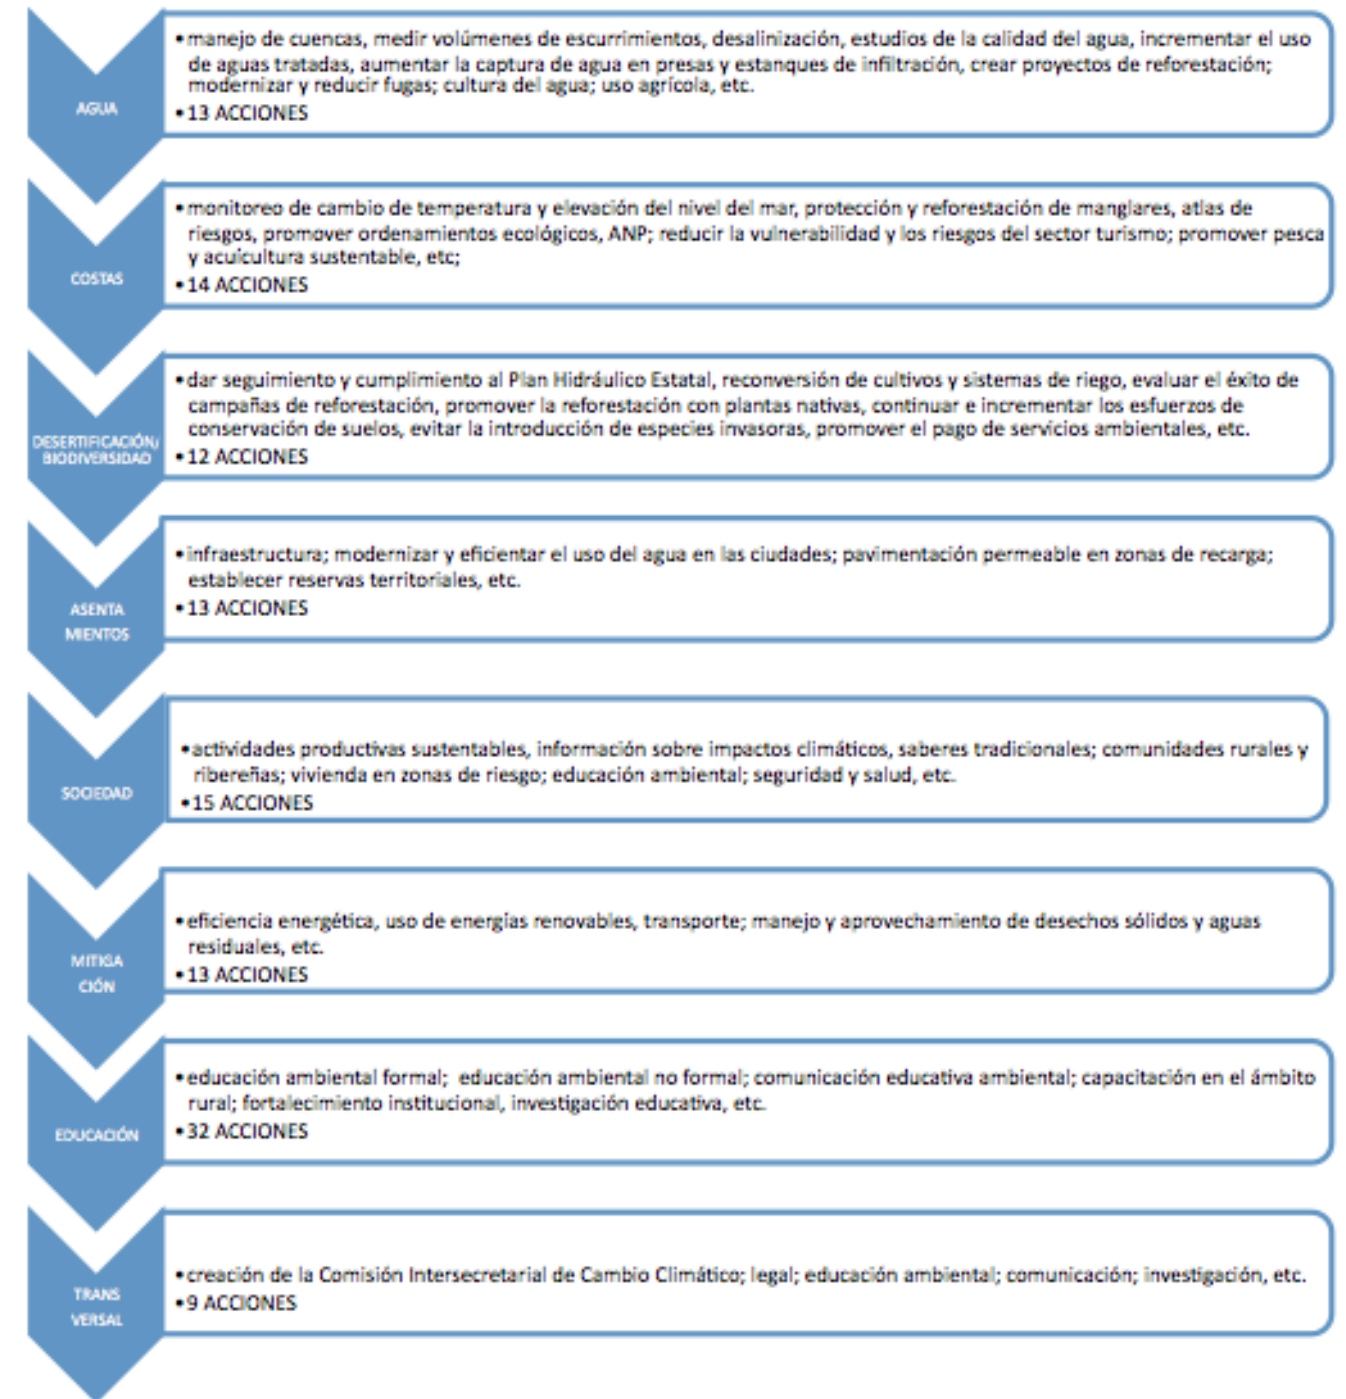 AGUA
•manejo de cuencas, medir volúmenes de escurrimientos, desalinización, estudios de la calidad del agua, incrementar el uso
de aguas tratadas, aumentar la captura de agua en presas y estanques de infiltración, crear proyectos de reforestación;
modernizar y reducir fugas; cultura del agua; uso agrícola, etc.
•13 ACCIONES
COSTAS
•monitoreo de cambio de temperatura y elevación del nivel del mar, protección y reforestación de manglares, atlas de
riesgos, promover ordenamientos ecológicos, ANP; reducir la vulnerabilidad y los riesgos del sector turismo; promover pesca
y acuicultura sustentable, etc;
•14 ACCIONES
DESERTIFICACIÓN/
BIODIVERSIDAD
•dar seguimiento y cumplimiento al Plan Hidráulico Estatal, reconversión de cultivos y sistemas de riego, evaluar el éxito de
campañas de reforestación, promover la reforestación con plantas nativas, continuar e incrementar los esfuerzos de
conservación de suelos, evitar la introducción de especies invasoras, promover el pago de servicios ambientales, etc.
•12 ACCIONES
ASENTA
MIENTOS
•infraestructura; modernizar y eficientar el uso del agua en las ciudades; pavimentación permeable en zonas de recarga;
establecer reservas territoriales, etc.
•13 ACCIONES
SOCIEDAD
•actividades productivas sustentables, información sobre impactos climáticos, saberes tradicionales; comunidades rurales y
ribereñas; vivienda en zonas de riesgo; educación ambiental; seguridad y salud, etc.
•15 ACCIONES
MITIGA
CIÓN
•eficiencia energética, uso de energías renovables, transporte; manejo y aprovechamiento de desechos sólidos y aguas
residuales, etc.
•13 ACCIONES
EDUCACIÓN
•educación ambiental formal; educación ambiental no formal; comunicación educativa ambiental; capacitación en el ámbito
rural; fortalecimiento institucional, investigación educativa, etc.
•32 ACCIONES
TRANS
VERSAL
•creación de la Comisión Intersecretarial de Cambio Climático; legal; educación ambiental; comunicación; investigación, etc.
•9 ACCIONES